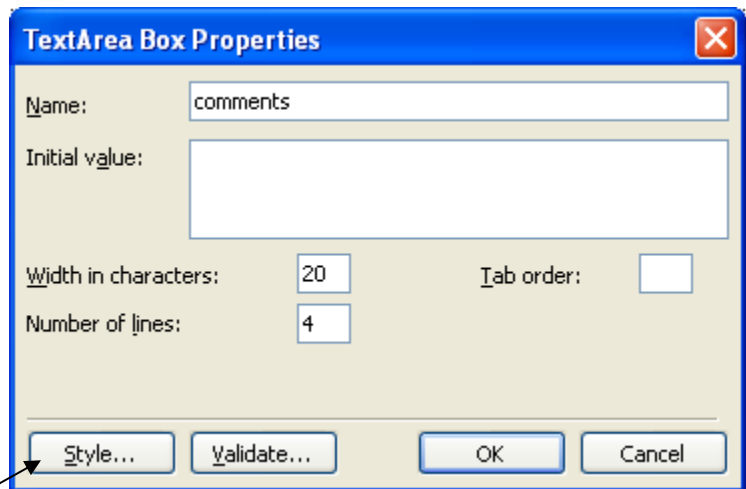 TextArea Box Properties
Name: comments
Initial value:
Width in characters: 20 Tab order:
Number of lines: 4
Style... Validate... OK Cancel